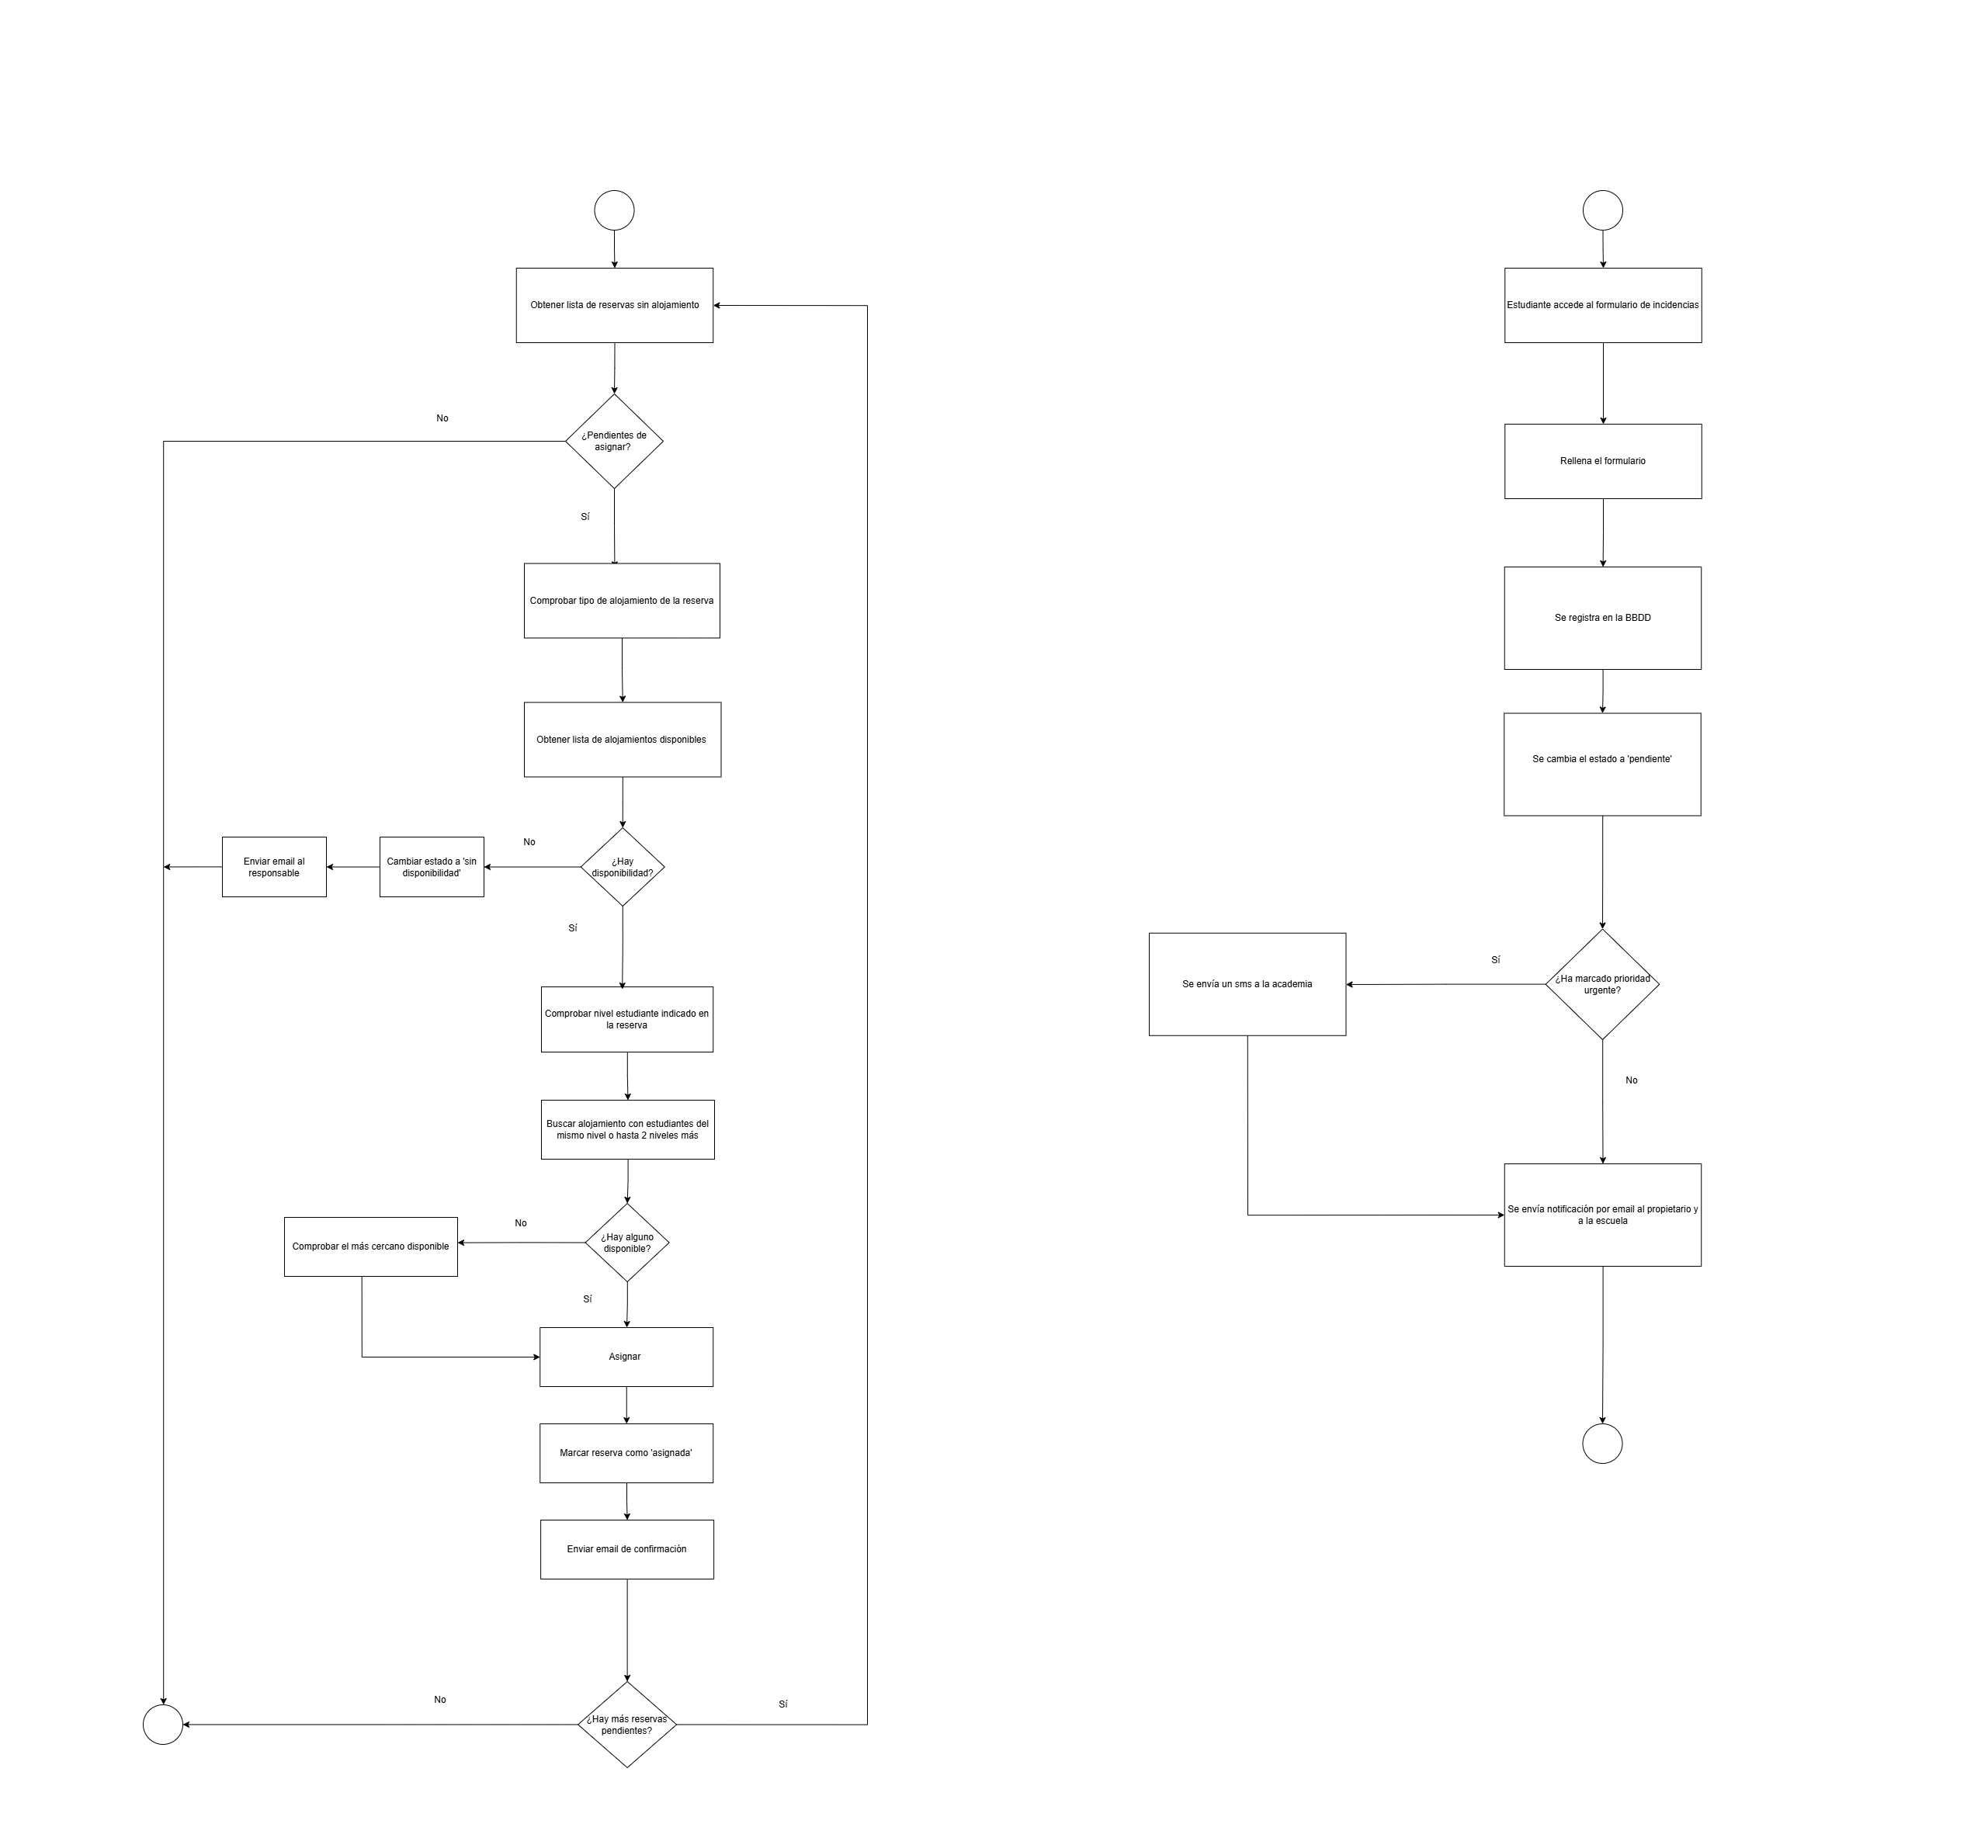 Obtener lista de reservas sin alojamiento
No
¿Pendientes de
asignar?
Sí
Comprobar tipo de alojamiento de la reserva
Obtener lista de alojamientos disponibles
Enviar email al
responsable
Cambiar estado a 'sin
disponibilidad'
No
¿Hay
disponibilidad?
Sí
Comprobar nivel estudiante indicado en
la reserva
Buscar alojamiento con estudiantes del
mismo nivel o hasta 2 niveles más
Comprobar el más cercano disponible
No
¿Hay alguno
disponible?
Sí
Asignar
Marcar reserva como 'asignada'
Enviar email de confirmación
No
¿Hay más reservas
pendientes?
Sí
Estudiante accede al formulario de incidencias
Rellena el formulario
Se registra en la BBDD
Se cambia el estado a 'pendiente'
Se envía un sms a la academia
Sí
¿Ha marcado prioridad
urgente?
No
Se envía notificación por email al propietario y
a la escuela